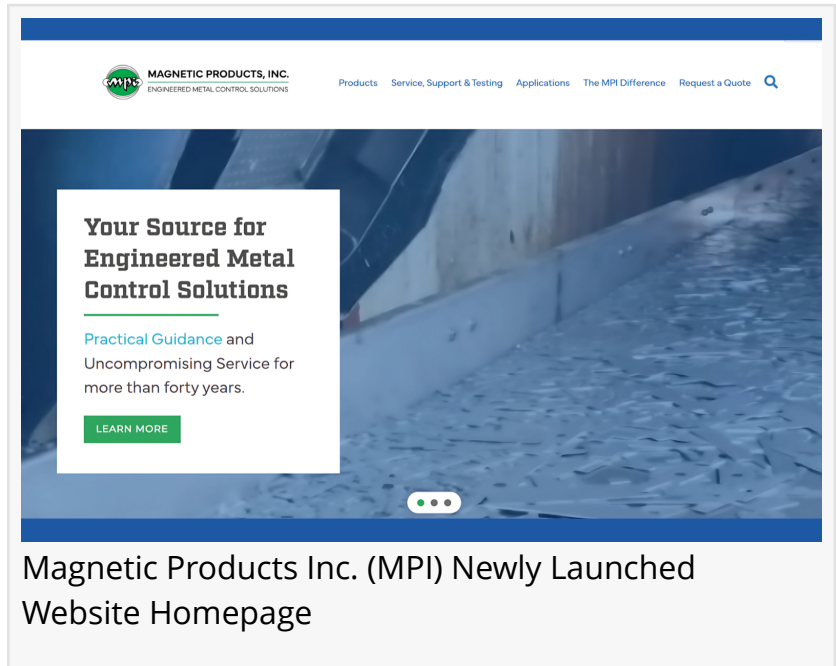 mpi
MAGNETIC PRODUCTS, INC.
ENGINEERED METAL CONTROL SOLUTIONS
Products Service, Support & Testing Applications The MPI Difference Request a Quote
Your Source for
Engineered Metal
Control Solutions
Practical Guidance and
Uncompromising Service for
more than forty years.
LEARN MORE
Magnetic Products Inc. (MPI) Newly Launched
Website Homepage